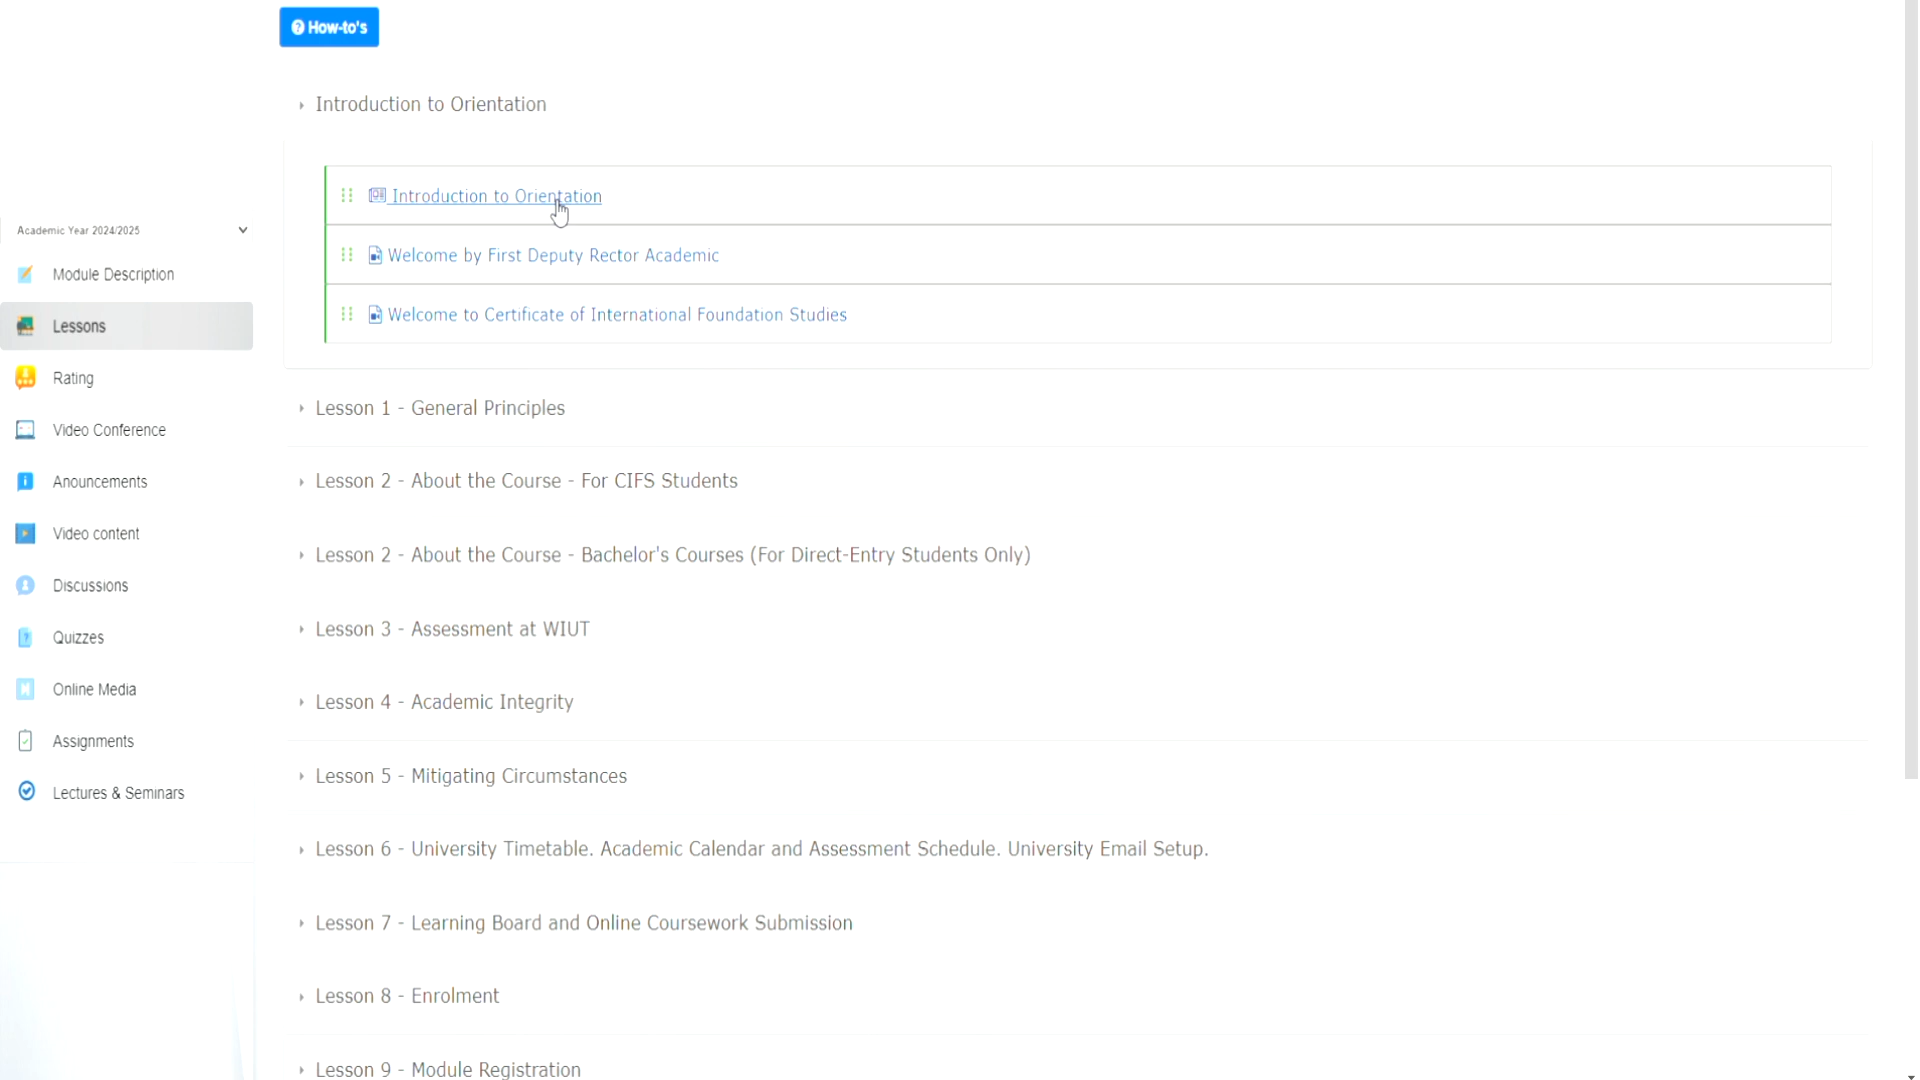 How-to's
Introduction to Orientation
Introduction to Orientation
Welcome by First Deputy Rector Academic
Welcome to Certificate of International Foundation Studies
Academic Year 2024/2025
Module Description
Lessons
Rating
Video Conference
Anouncements
Video content
Discussions
Quizzes
Online Media
Assignments
Lectures & Seminars
Lesson 1 - General Principles
Lesson 2 - About the Course - For CIFS Students
Lesson 2 - About the Course - Bachelor's Courses (For Direct-Entry Students Only)
Lesson 3 - Assessment at WIUT
Lesson 4 - Academic Integrity
Lesson 5 - Mitigating Circumstances
Lesson 6 - University Timetable. Academic Calendar and Assessment Schedule. University Email Setup.
Lesson 7 - Learning Board and Online Coursework Submission
Lesson 8 - Enrolment
Lesson 9 - Module Registration